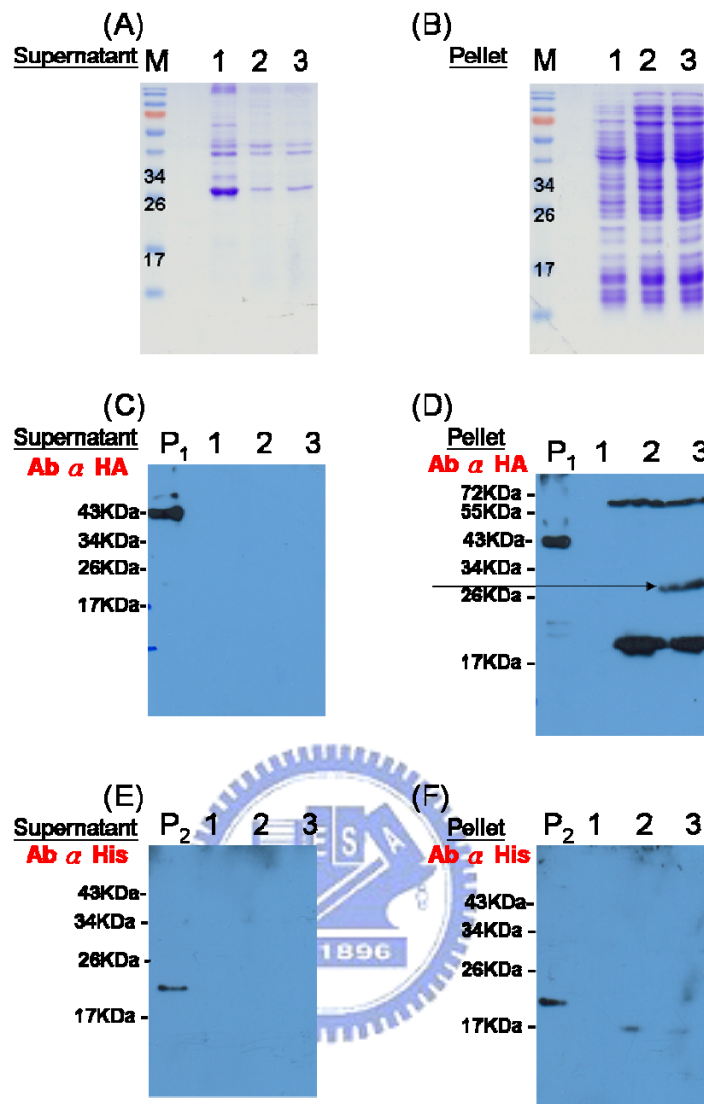 (A)
Supernatant M 1 2 3
34
26
17
(B)
Pellet M 1 2 3
34
26
17
(C)
Supernatant P1 1 2 3
Ab α HA
43KDa-
34KDa-
26KDa-
17KDa-
(D)
Pellet P1 1 2 3
Ab α HA
72KDa -
55KDa -
43KDa-
34KDa -
26KDa -
17KDa -
(E)
Supernatant P2 1 2 3
Ab α His
43KDa-
34KDa -
26KDa -
17KDa -
(F)
Pellet P2 1 2 3
Ab α His
43KDa-
34KDa -
26KDa -
17KDa -
S A
1896